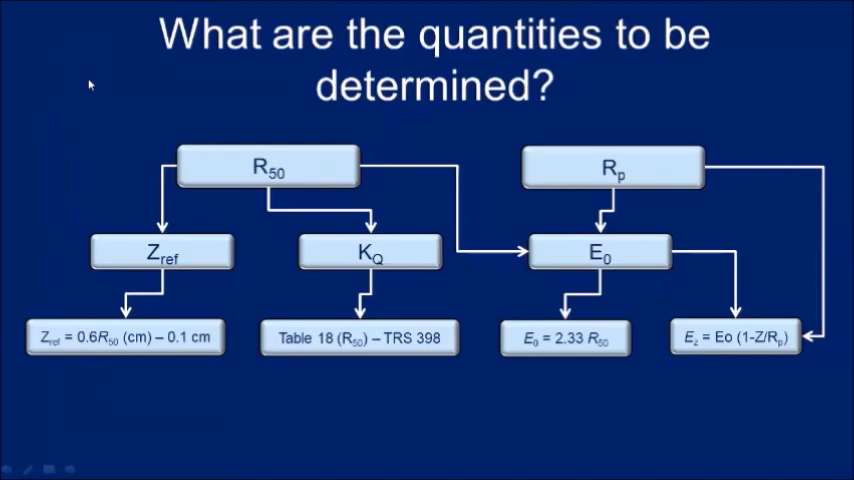 What are the quantities to be
determined?
R50
Rp
Zref
KQ
E0
Zref = 0.6R50 (cm) – 0.1 cm
Table 18 (R50) – TRS 398
E0 = 2.33 R50
Ez = Eo (1-Z/Rp)